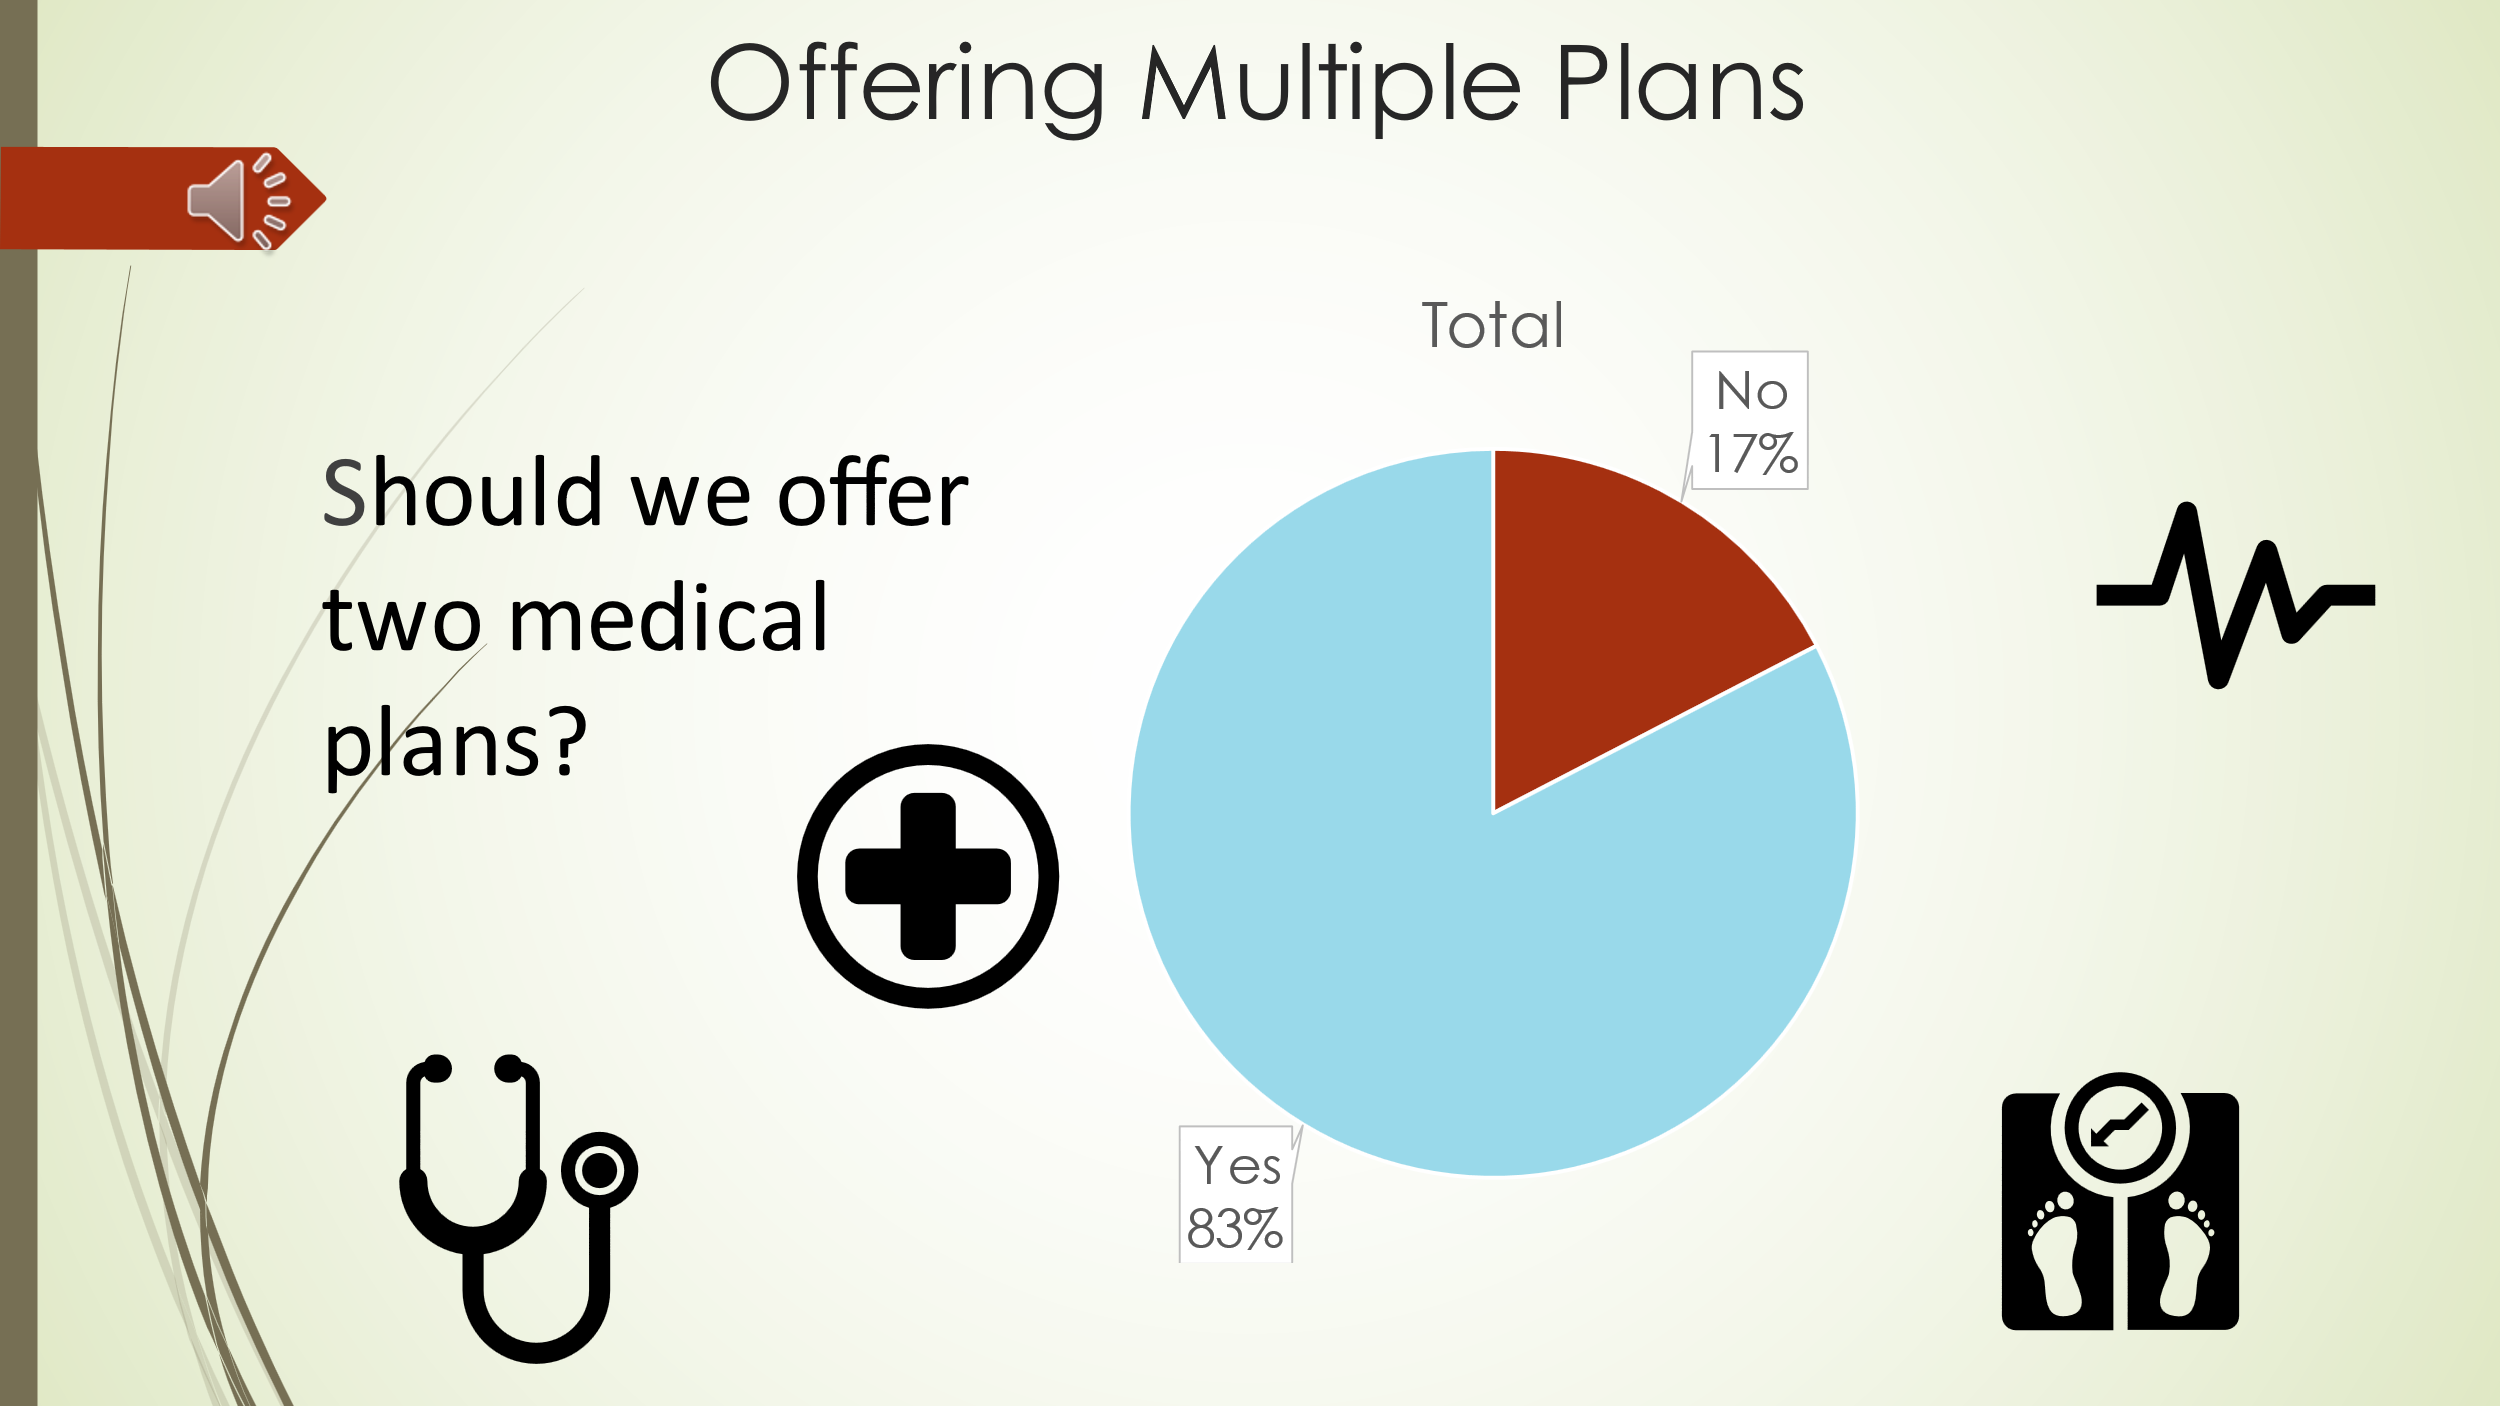 Offering Multiple Plans
Should we offer
two medical
plans?
Total
No
17%
Yes
83%